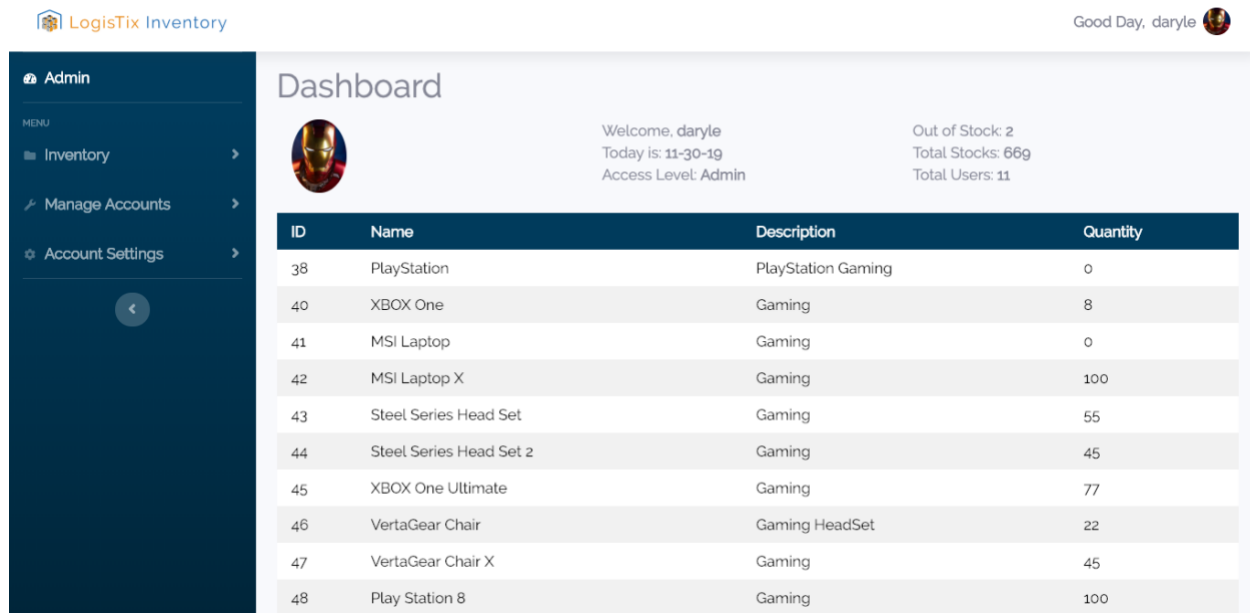 LogisTix Inventory
Good Day, daryle
Admin
MENU
Inventory
Manage Accounts
Account Settings
Dashboard
Welcome, daryle
Today is: 11-30-19
Access Level: Admin
Out of Stock: 2
Total Stocks: 669
Total Users: 11
ID Name Description Quantity
38 PlayStation PlayStation Gaming 0
40 XBOX One Gaming 8
41 MSI Laptop Gaming 0
42 MSI Laptop X Gaming 100
43 Steel Series Head Set Gaming 55
44 Steel Series Head Set 2 Gaming 45
45 XBOX One Ultimate Gaming 77
46 VertaGear Chair Gaming HeadSet 22
47 VertaGear Chair X Gaming 45
48 Play Station 8 Gaming 100